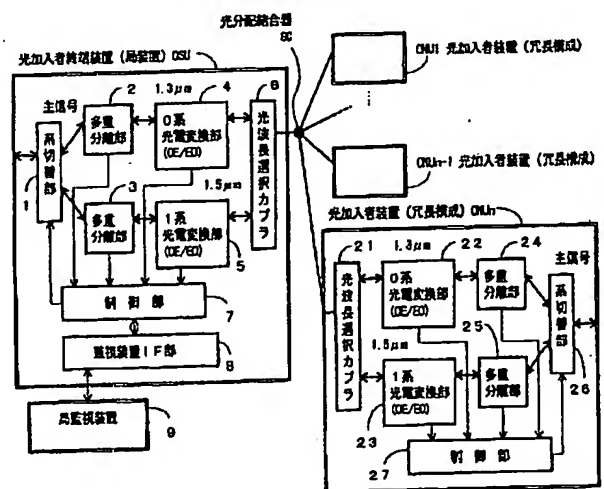 光分配結合器
SC
光加入者終端装置（局装置）OSU
ONU1 光加入者装置（冗長構成）
ONUn-1 光加入者装置（冗長構成）
光加入者装置（冗長構成）ONUn
主信号
系切替部
1
2
多重
分離部
3
多重
分離部
1.3μm
4
0系
光電変換部
(OE/EO)
1.5μm
1系
光電変換部
(OE/EO)
5
6
光波長選択カプラ
制御部
7
監視装置IF部
8
局監視装置
9
21
光波長選択カプラ
1.3μm
22
0系
光電変換部
(OE/EO)
1.5μm
1系
光電変換部
(OE/EO)
23
24
多重
分離部
25
多重
分離部
主信号
系切替部
26
制御部
27